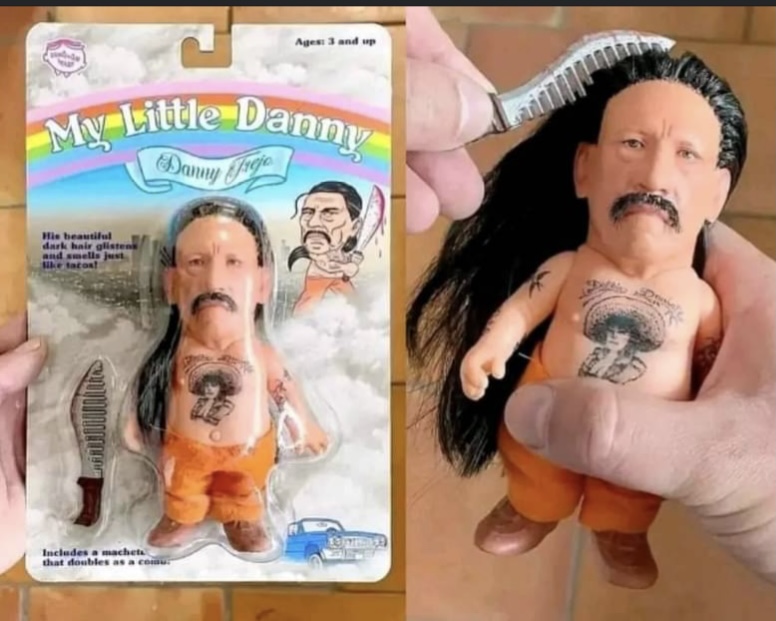 Ages: 3 and up
My Little Danny
Danny Trejo
His beautiful
dark hair glistens
and smells just
like tacos!
Includes a machete
that doubles as a comb.